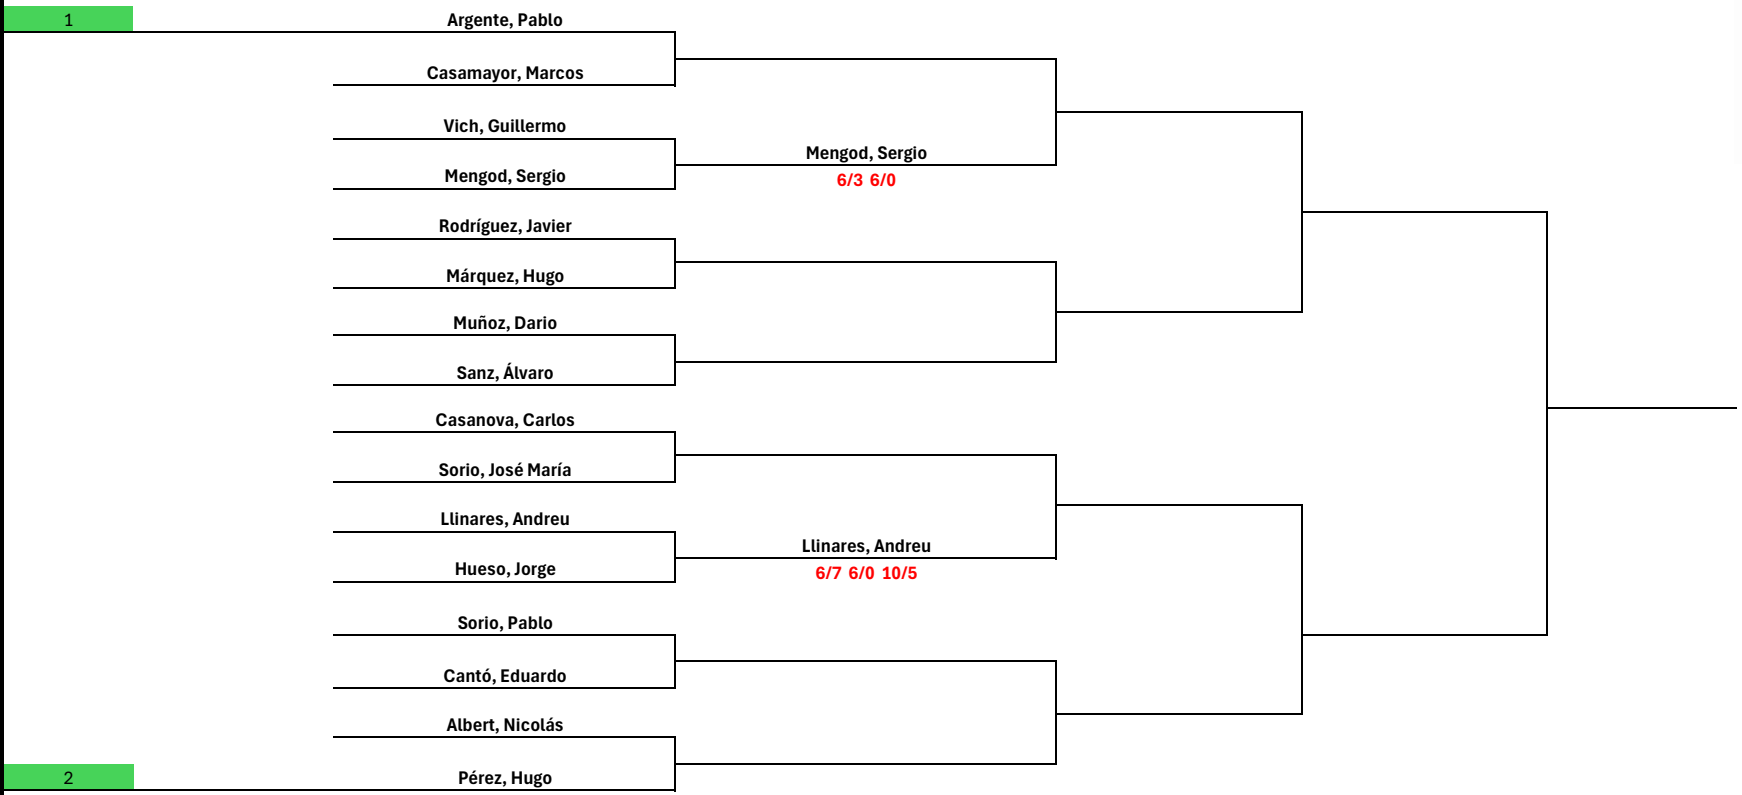 1
Argente, Pablo
Casamayor, Marcos
Vich, Guillermo
Mengod, Sergio
6/3 6/0
Mengod, Sergio
Rodríguez, Javier
Márquez, Hugo
Muñoz, Dario
Sanz, Álvaro
Casanova, Carlos
Sorio, José María
Llinares, Andreu
Llinares, Andreu
6/7 6/0 10/5
Hueso, Jorge
Sorio, Pablo
Cantó, Eduardo
Albert, Nicolás
2
Pérez, Hugo